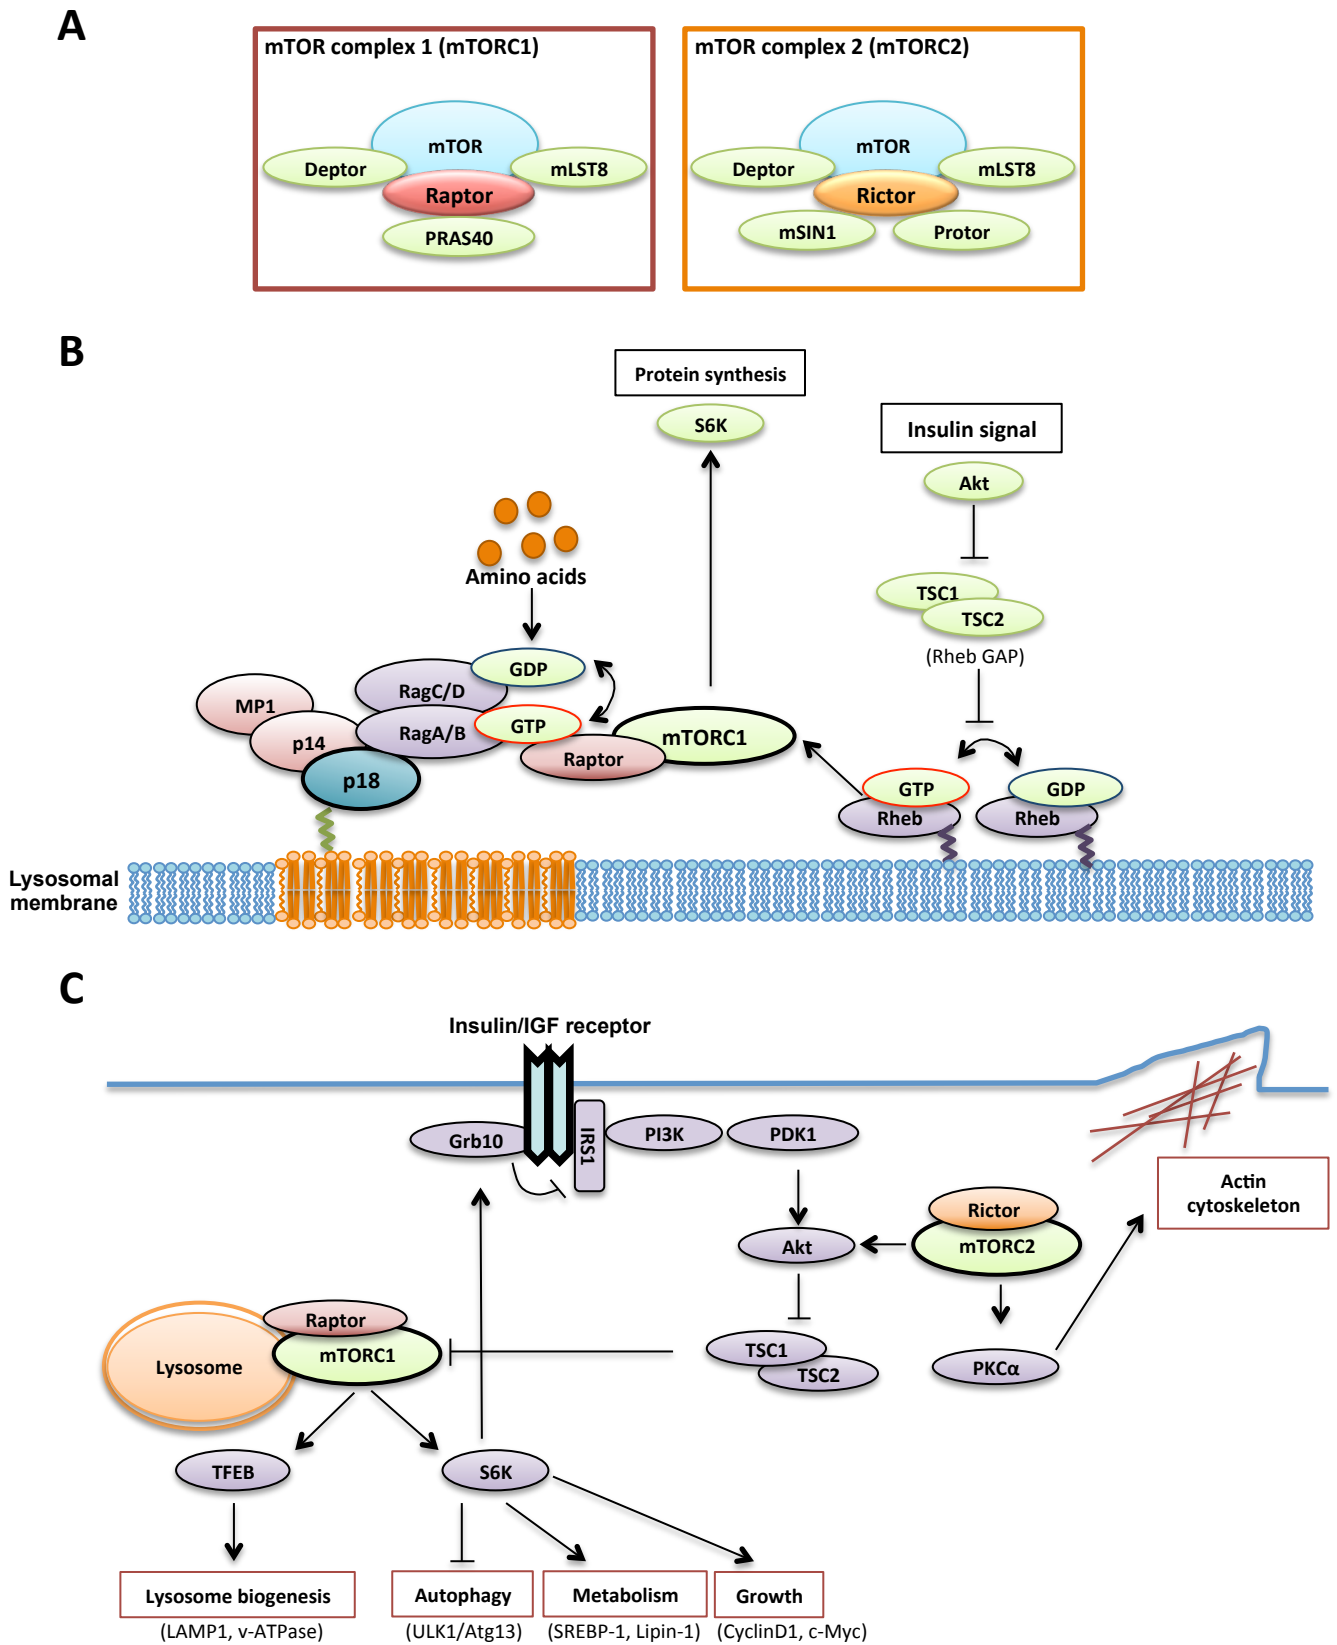 A
mTOR complex 1 (mTORC1)
mTOR
Deptor
mLST8
Raptor
PRAS40
mTOR complex 2 (mTORC2)
mTOR
Deptor
mLST8
Rictor
mSIN1
Protor
B
Protein synthesis
S6K
Insulin signal
Akt
Amino acids
TSC1
TSC2
(Rheb GAP)
GDP
RagC/D
MP1
GTP
RagA/B
p14
mTORC1
Raptor
p18
GTP
Rheb
GDP
Rheb
Lysosomal
membrane
C
Insulin/IGF receptor
Grb10
IRS1
PI3K
PDK1
Actin
cytoskeleton
Rictor
mTORC2
Akt
Raptor
mTORC1
Lysosome
TSC1
TSC2
PKCα
TFEB
S6K
Lysosome biogenesis
(LAMP1, v-ATPase)
Autophagy
(ULK1/Atg13)
Metabolism
(SREBP-1, Lipin-1)
Growth
(CyclinD1, c-Myc)